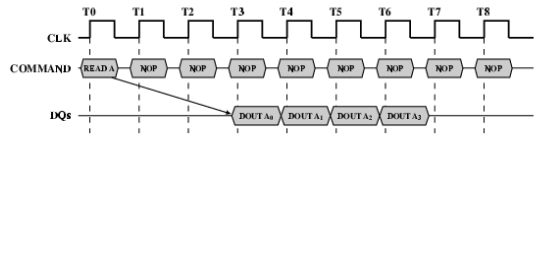 T0 T1 T2 T3 T4 T5 T6 T7 T8
CLK
COMMAND READ A NOP NOP NOP NOP NOP NOP NOP NOP
DQs DOUT A0 DOUT A1 DOUT A2 DOUT A3